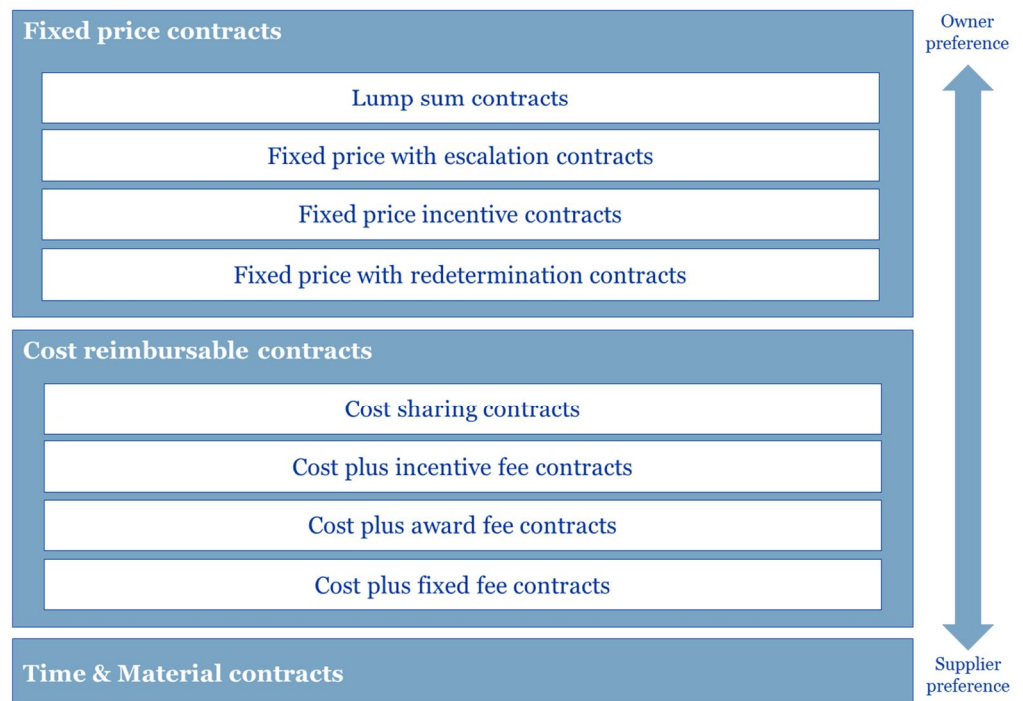 Fixed price contracts
Owner
preference
Lump sum contracts
Fixed price with escalation contracts
Fixed price incentive contracts
Fixed price with redetermination contracts
Cost reimbursable contracts
Cost sharing contracts
Cost plus incentive fee contracts
Cost plus award fee contracts
Cost plus fixed fee contracts
Time & Material contracts
Supplier
preference